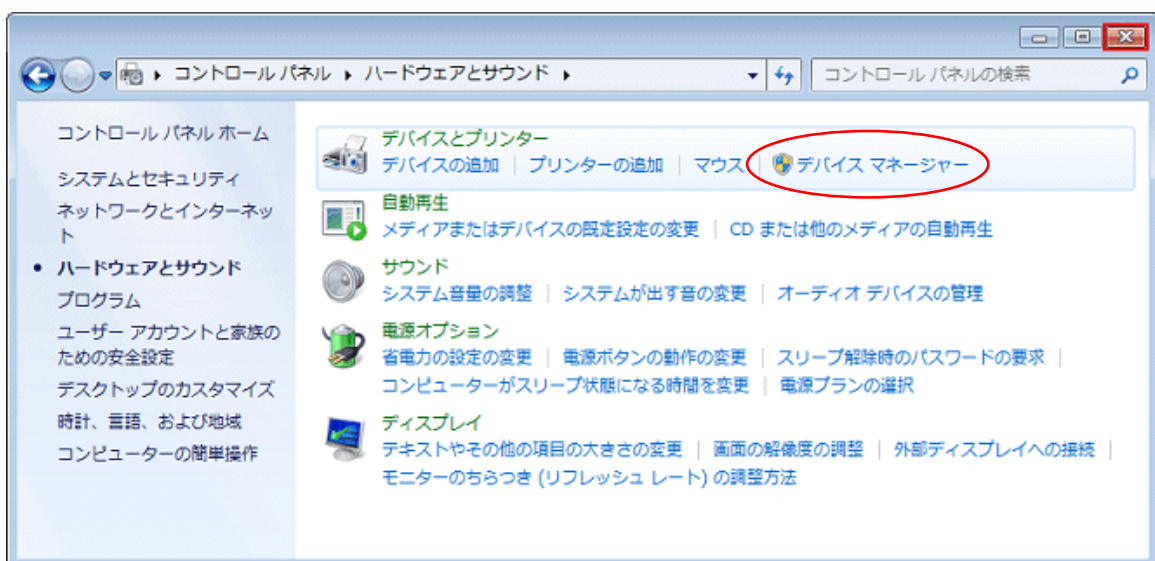 コントロール パネル ▸ ハードウェアとサウンド ▸
コントロール パネルの検索
コントロール パネル ホーム
システムとセキュリティ
ネットワークとインターネッ
ト
• ハードウェアとサウンド
プログラム
ユーザー アカウントと家族の
ための安全設定
デスクトップのカスタマイズ
時計、言語、および地域
コンピューターの簡単操作
デバイスとプリンター
デバイスの追加 | プリンターの追加 | マウス | デバイス マネージャー
自動再生
メディアまたはデバイスの既定設定の変更 | CD または他のメディアの自動再生
サウンド
システム音量の調整 | システムが出す音の変更 | オーディオ デバイスの管理
電源オプション
省電力の設定の変更 | 電源ボタンの動作の変更 | スリープ解除時のパスワードの要求 |
コンピューターがスリープ状態になる時間を変更 | 電源プランの選択
ディスプレイ
テキストやその他の項目の大きさの変更 | 画面の解像度の調整 | 外部ディスプレイへの接続 |
モニターのちらつき (リフレッシュ レート) の調整方法